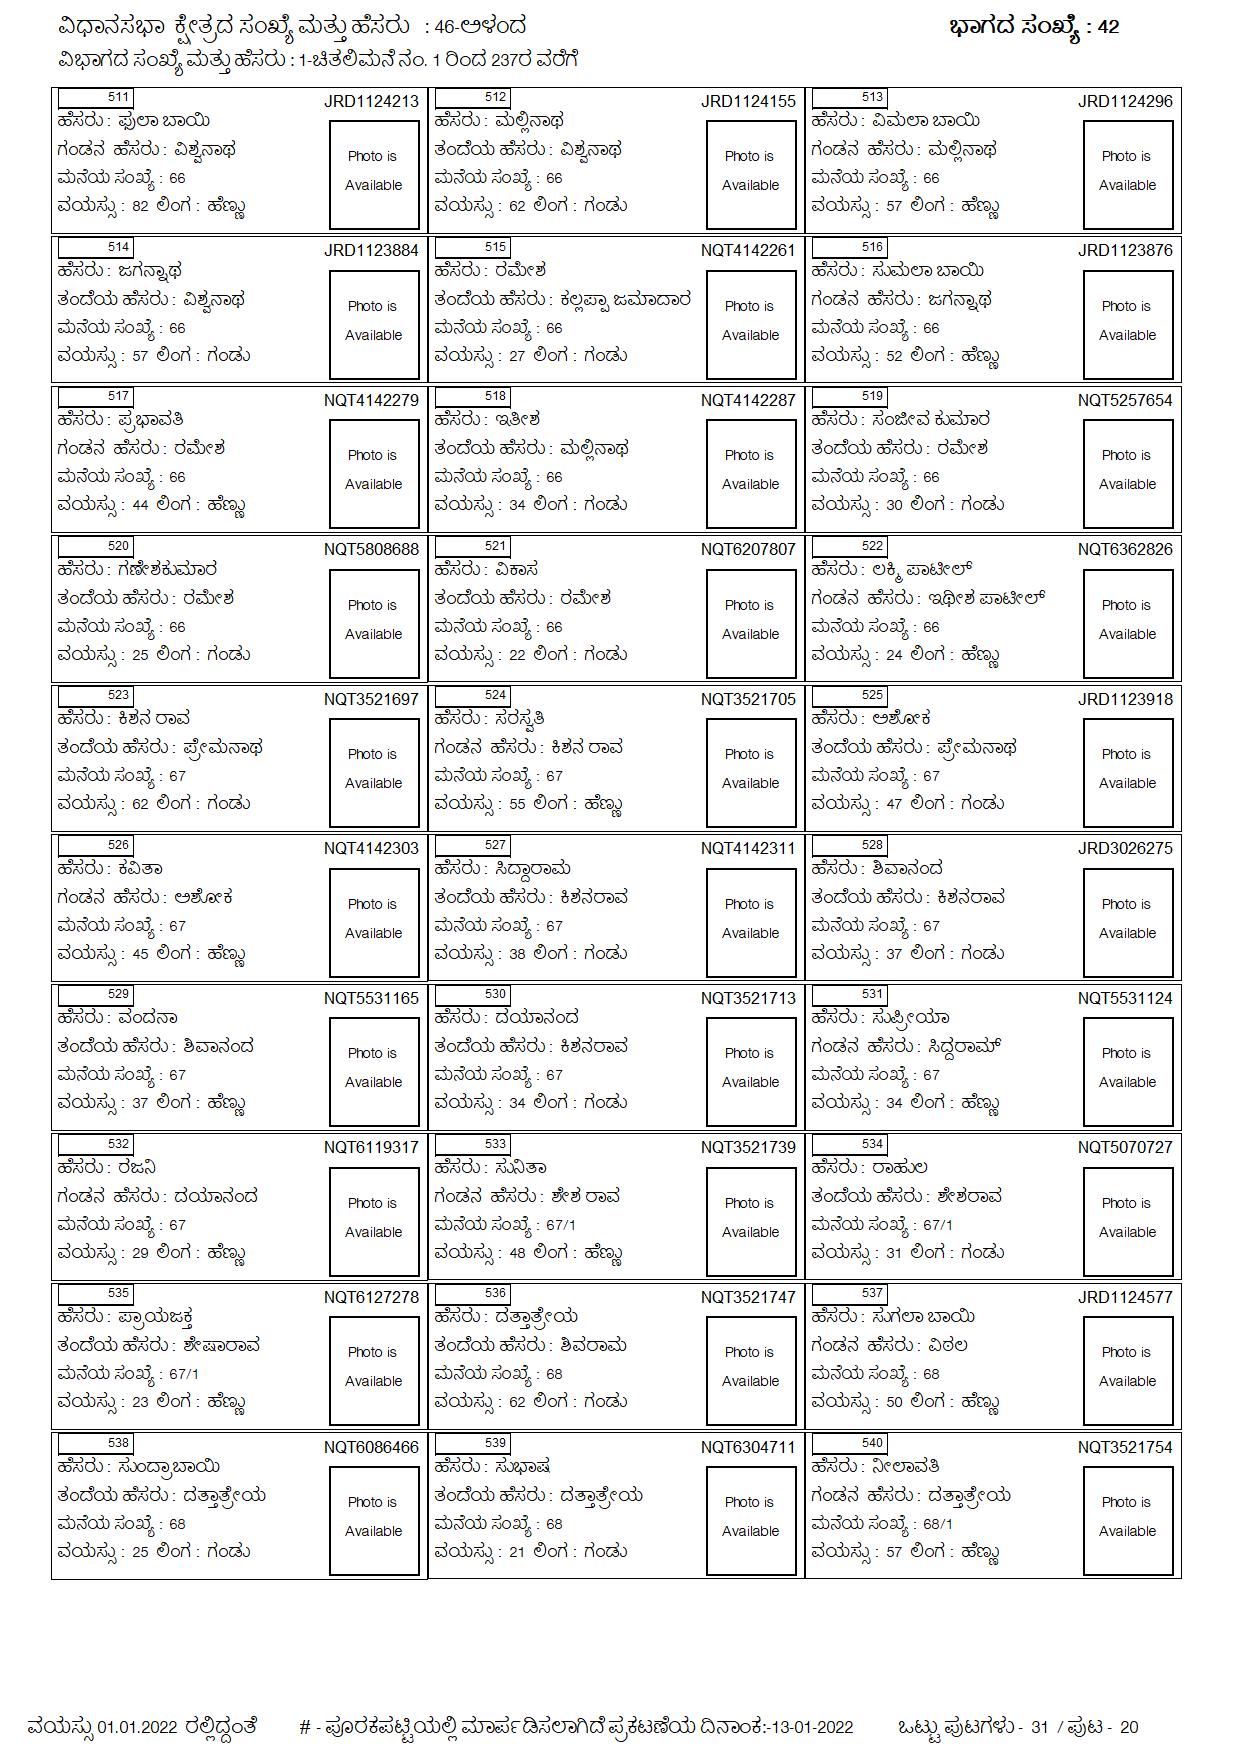 ವಿಧಾನಸಭಾ ಕ್ಷೇತ್ರದ ಸಂಖ್ಯೆ ಮತ್ತು ಹೆಸರು : 46-ಅಳಂದ ಭಾಗದ ಸಂಖ್ಯೆ : 42
ವಿಭಾಗದ ಸಂಖ್ಯೆ ಮತ್ತು ಹೆಸರು : 1-ಚಿತಲಿಮನೆ ನಂ. 1 ರಿಂದ 237ರ ವರೆಗೆ
511 JRD1124213
ಹೆಸರು : ಫುಲಾ ಬಾಯಿ
ಗಂಡನ ಹೆಸರು : ವಿಶ್ವನಾಥ
ಮನೆಯ ಸಂಖ್ಯೆ : 66
ವಯಸ್ಸು : 82 ಲಿಂಗ : ಹೆಣ್ಣು
Photo is
Available
512 JRD1124155
ಹೆಸರು : ಮಲ್ಲಿನಾಥ
ತಂದೆಯ ಹೆಸರು : ವಿಶ್ವನಾಥ
ಮನೆಯ ಸಂಖ್ಯೆ : 66
ವಯಸ್ಸು : 62 ಲಿಂಗ : ಗಂಡು
Photo is
Available
513 JRD1124296
ಹೆಸರು : ವಿಮಲಾ ಬಾಯಿ
ಗಂಡನ ಹೆಸರು : ಮಲ್ಲಿನಾಥ
ಮನೆಯ ಸಂಖ್ಯೆ : 66
ವಯಸ್ಸು : 57 ಲಿಂಗ : ಹೆಣ್ಣು
Photo is
Available
514 JRD1123884
ಹೆಸರು : ಜಗನ್ನಾಥ
ತಂದೆಯ ಹೆಸರು : ವಿಶ್ವನಾಥ
ಮನೆಯ ಸಂಖ್ಯೆ : 66
ವಯಸ್ಸು : 57 ಲಿಂಗ : ಗಂಡು
Photo is
Available
515 NQT4142261
ಹೆಸರು : ರಮೇಶ
ತಂದೆಯ ಹೆಸರು : ಕಲ್ಲಪ್ಪಾ ಜಮಾದಾರ
ಮನೆಯ ಸಂಖ್ಯೆ : 66
ವಯಸ್ಸು : 27 ಲಿಂಗ : ಗಂಡು
Photo is
Available
516 JRD1123876
ಹೆಸರು : ಸುಮಲಾ ಬಾಯಿ
ಗಂಡನ ಹೆಸರು : ಜಗನ್ನಾಥ
ಮನೆಯ ಸಂಖ್ಯೆ : 66
ವಯಸ್ಸು : 52 ಲಿಂಗ : ಹೆಣ್ಣು
Photo is
Available
517 NQT4142279
ಹೆಸರು : ಪ್ರಭಾವತಿ
ಗಂಡನ ಹೆಸರು : ರಮೇಶ
ಮನೆಯ ಸಂಖ್ಯೆ : 66
ವಯಸ್ಸು : 44 ಲಿಂಗ : ಹೆಣ್ಣು
Photo is
Available
518 NQT4142287
ಹೆಸರು : ಇತೀಶ
ತಂದೆಯ ಹೆಸರು : ಮಲ್ಲಿನಾಥ
ಮನೆಯ ಸಂಖ್ಯೆ : 66
ವಯಸ್ಸು : 34 ಲಿಂಗ : ಗಂಡು
Photo is
Available
519 NQT5257654
ಹೆಸರು : ಸಂಜೀವ ಕುಮಾರ
ತಂದೆಯ ಹೆಸರು : ರಮೇಶ
ಮನೆಯ ಸಂಖ್ಯೆ : 66
ವಯಸ್ಸು : 30 ಲಿಂಗ : ಗಂಡು
Photo is
Available
520 NQT5808688
ಹೆಸರು : ಗಣೇಶಕುಮಾರ
ತಂದೆಯ ಹೆಸರು : ರಮೇಶ
ಮನೆಯ ಸಂಖ್ಯೆ : 66
ವಯಸ್ಸು : 25 ಲಿಂಗ : ಗಂಡು
Photo is
Available
521 NQT6207807
ಹೆಸರು : ವಿಕಾಸ
ತಂದೆಯ ಹೆಸರು : ರಮೇಶ
ಮನೆಯ ಸಂಖ್ಯೆ : 66
ವಯಸ್ಸು : 22 ಲಿಂಗ : ಗಂಡು
Photo is
Available
522 NQT6362826
ಹೆಸರು : ಲಕ್ಮಿ ಪಾಟೀಲ್
ಗಂಡನ ಹೆಸರು : ಇಥೀಶ ಪಾಟೀಲ್
ಮನೆಯ ಸಂಖ್ಯೆ : 66
ವಯಸ್ಸು : 24 ಲಿಂಗ : ಹೆಣ್ಣು
Photo is
Available
523 NQT3521697
ಹೆಸರು : ಕಿಶನ ರಾವ
ತಂದೆಯ ಹೆಸರು : ಪ್ರೇಮನಾಥ
ಮನೆಯ ಸಂಖ್ಯೆ : 67
ವಯಸ್ಸು : 62 ಲಿಂಗ : ಗಂಡು
Photo is
Available
524 NQT3521705
ಹೆಸರು : ಸರಸ್ವತಿ
ಗಂಡನ ಹೆಸರು : ಕಿಶನ ರಾವ
ಮನೆಯ ಸಂಖ್ಯೆ : 67
ವಯಸ್ಸು : 55 ಲಿಂಗ : ಹೆಣ್ಣು
Photo is
Available
525 JRD1123918
ಹೆಸರು : ಅಶೋಕ
ತಂದೆಯ ಹೆಸರು : ಪ್ರೇಮನಾಥ
ಮನೆಯ ಸಂಖ್ಯೆ : 67
ವಯಸ್ಸು : 47 ಲಿಂಗ : ಗಂಡು
Photo is
Available
526 NQT4142303
ಹೆಸರು : ಕವಿತಾ
ಗಂಡನ ಹೆಸರು : ಅಶೋಕ
ಮನೆಯ ಸಂಖ್ಯೆ : 67
ವಯಸ್ಸು : 45 ಲಿಂಗ : ಹೆಣ್ಣು
Photo is
Available
527 NQT4142311
ಹೆಸರು : ಸಿದ್ದಾರಾಮ
ತಂದೆಯ ಹೆಸರು : ಕಿಶನರಾವ
ಮನೆಯ ಸಂಖ್ಯೆ : 67
ವಯಸ್ಸು : 38 ಲಿಂಗ : ಗಂಡು
Photo is
Available
528 JRD3026275
ಹೆಸರು : ಶಿವಾನಂದ
ತಂದೆಯ ಹೆಸರು : ಕಿಶನರಾವ
ಮನೆಯ ಸಂಖ್ಯೆ : 67
ವಯಸ್ಸು : 37 ಲಿಂಗ : ಗಂಡು
Photo is
Available
529 NQT5531165
ಹೆಸರು : ವಂದನಾ
ತಂದೆಯ ಹೆಸರು : ಶಿವಾನಂದ
ಮನೆಯ ಸಂಖ್ಯೆ : 67
ವಯಸ್ಸು : 37 ಲಿಂಗ : ಹೆಣ್ಣು
Photo is
Available
530 NQT3521713
ಹೆಸರು : ದಯಾನಂದ
ತಂದೆಯ ಹೆಸರು : ಕಿಶನರಾವ
ಮನೆಯ ಸಂಖ್ಯೆ : 67
ವಯಸ್ಸು : 34 ಲಿಂಗ : ಗಂಡು
Photo is
Available
531 NQT5531124
ಹೆಸರು : ಸುಪ್ರೀಯಾ
ಗಂಡನ ಹೆಸರು : ಸಿದ್ದರಾಮ್
ಮನೆಯ ಸಂಖ್ಯೆ : 67
ವಯಸ್ಸು : 34 ಲಿಂಗ : ಹೆಣ್ಣು
Photo is
Available
532 NQT6119317
ಹೆಸರು : ರಜನಿ
ಗಂಡನ ಹೆಸರು : ದಯಾನಂದ
ಮನೆಯ ಸಂಖ್ಯೆ : 67
ವಯಸ್ಸು : 29 ಲಿಂಗ : ಹೆಣ್ಣು
Photo is
Available
533 NQT3521739
ಹೆಸರು : ಸುನಿತಾ
ಗಂಡನ ಹೆಸರು : ಶೇಶ ರಾವ
ಮನೆಯ ಸಂಖ್ಯೆ : 67/1
ವಯಸ್ಸು : 48 ಲಿಂಗ : ಹೆಣ್ಣು
Photo is
Available
534 NQT5070727
ಹೆಸರು : ರಾಹುಲ
ತಂದೆಯ ಹೆಸರು : ಶೇಶರಾವ
ಮನೆಯ ಸಂಖ್ಯೆ : 67/1
ವಯಸ್ಸು : 31 ಲಿಂಗ : ಗಂಡು
Photo is
Available
535 NQT6127278
ಹೆಸರು : ಪ್ರಾಯಜಕ್ತ
ತಂದೆಯ ಹೆಸರು : ಶೇಷಾರಾವ
ಮನೆಯ ಸಂಖ್ಯೆ : 67/1
ವಯಸ್ಸು : 23 ಲಿಂಗ : ಹೆಣ್ಣು
Photo is
Available
536 NQT3521747
ಹೆಸರು : ದತ್ತಾತ್ರೇಯ
ತಂದೆಯ ಹೆಸರು : ಶಿವರಾಮ
ಮನೆಯ ಸಂಖ್ಯೆ : 68
ವಯಸ್ಸು : 62 ಲಿಂಗ : ಗಂಡು
Photo is
Available
537 JRD1124577
ಹೆಸರು : ಸುಗಲಾ ಬಾಯಿ
ಗಂಡನ ಹೆಸರು : ವಿಠಲ
ಮನೆಯ ಸಂಖ್ಯೆ : 68
ವಯಸ್ಸು : 50 ಲಿಂಗ : ಹೆಣ್ಣು
Photo is
Available
538 NQT6086466
ಹೆಸರು : ಸುಂದ್ರಾಬಾಯಿ
ತಂದೆಯ ಹೆಸರು : ದತ್ತಾತ್ರೇಯ
ಮನೆಯ ಸಂಖ್ಯೆ : 68
ವಯಸ್ಸು : 25 ಲಿಂಗ : ಗಂಡು
Photo is
Available
539 NQT6304711
ಹೆಸರು : ಸುಭಾಷ
ತಂದೆಯ ಹೆಸರು : ದತ್ತಾತ್ರೇಯ
ಮನೆಯ ಸಂಖ್ಯೆ : 68
ವಯಸ್ಸು : 21 ಲಿಂಗ : ಗಂಡು
Photo is
Available
540 NQT3521754
ಹೆಸರು : ನೀಲಾವತಿ
ಗಂಡನ ಹೆಸರು : ದತ್ತಾತ್ರೇಯ
ಮನೆಯ ಸಂಖ್ಯೆ : 68/1
ವಯಸ್ಸು : 57 ಲಿಂಗ : ಹೆಣ್ಣು
Photo is
Available
ವಯಸ್ಸು 01.01.2022 ರಲ್ಲಿದ್ದಂತೆ # - ಪೂರಕಪಟ್ಟಿಯಲ್ಲಿ ಮಾರ್ಪಡಿಸಲಾಗಿದೆ ಪ್ರಕಟಣೆಯ ದಿನಾಂಕ:-13-01-2022 ಒಟ್ಟು ಪುಟಗಳು - 31 / ಪುಟ - 20